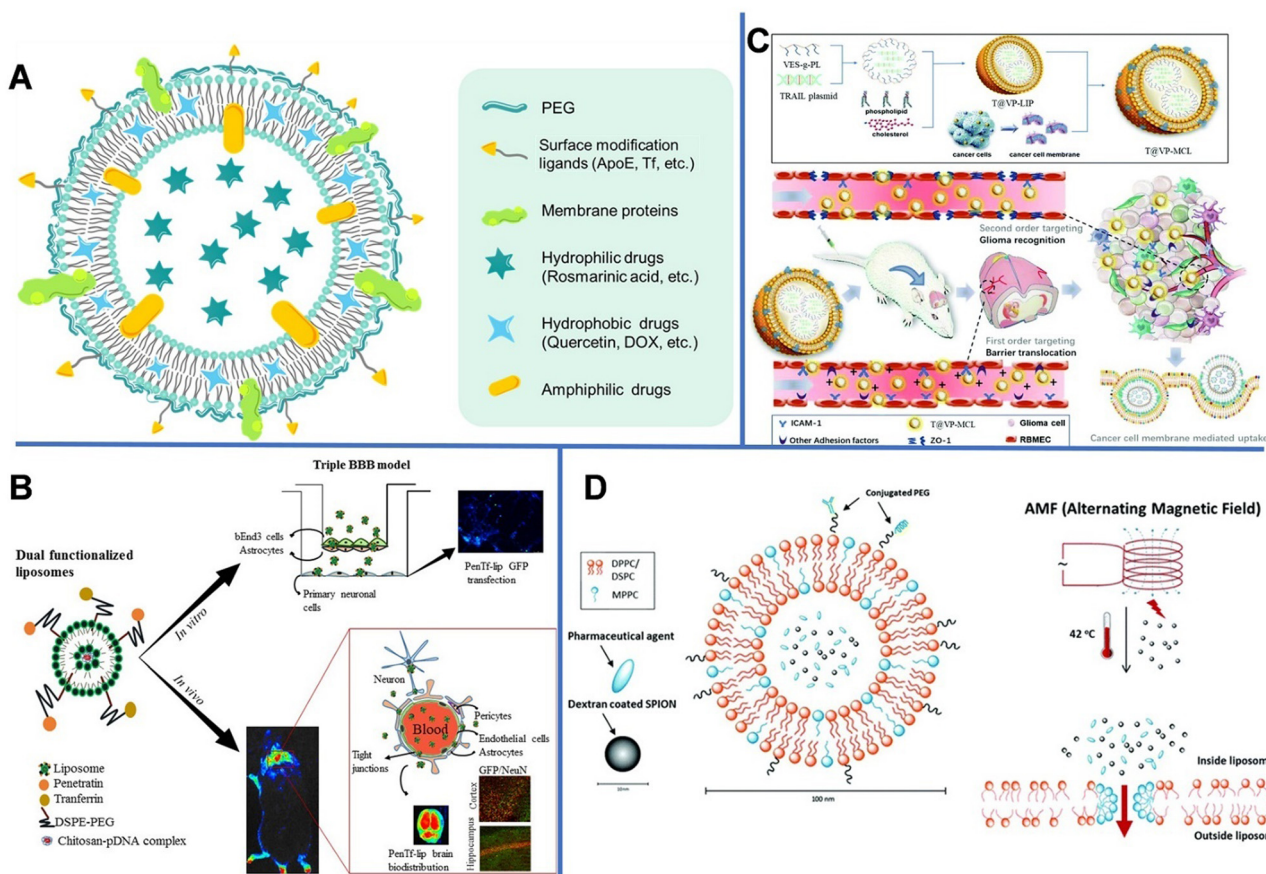 A
PEG
Surface modification
ligands (ApoE, Tf, etc.)
Membrane proteins
Hydrophilic drugs
(Rosmarinic acid, etc.)
Hydrophobic drugs
(Quercetin, DOX, etc.)
Amphiphilic drugs
C
VES-g-PL
TRAIL plasmid
phospholipid
cholesterol
T@VP-LIP
cancer cells
cancer cell membrane
T@VP-MCL
Second order targeting
Glioma recognition
First order targeting
Barrier translocation
ICAM-1
T@VP-MCL
Glioma cell
Other Adhesion factors
ZO-1
RBMEC
Cancer cell membrane mediated uptake
B
Triple BBB model
bEnd3 cells
Astrocytes
Primary neuronal
cells
PenTf-lip GFP
transfection
Dual functionalized
liposomes
In vitro
In vivo
Neuron
Blood
Pericytes
Endothelial cells
Astrocytes
Tight
junctions
GFP/NeuN
Cortex
Hippocampus
PenTf-lip brain
biodistribution
Liposome
Penetratin
Tranferrin
DSPE-PEG
Chitosan-pDNA complex
D
Conjugated PEG
DPPC/
DSPC
MPPC
Pharmaceutical agent
Dextran coated SPION
10nm
100 nm
AMF (Alternating Magnetic Field)
~
42 °C
Inside liposom
Outside liposom